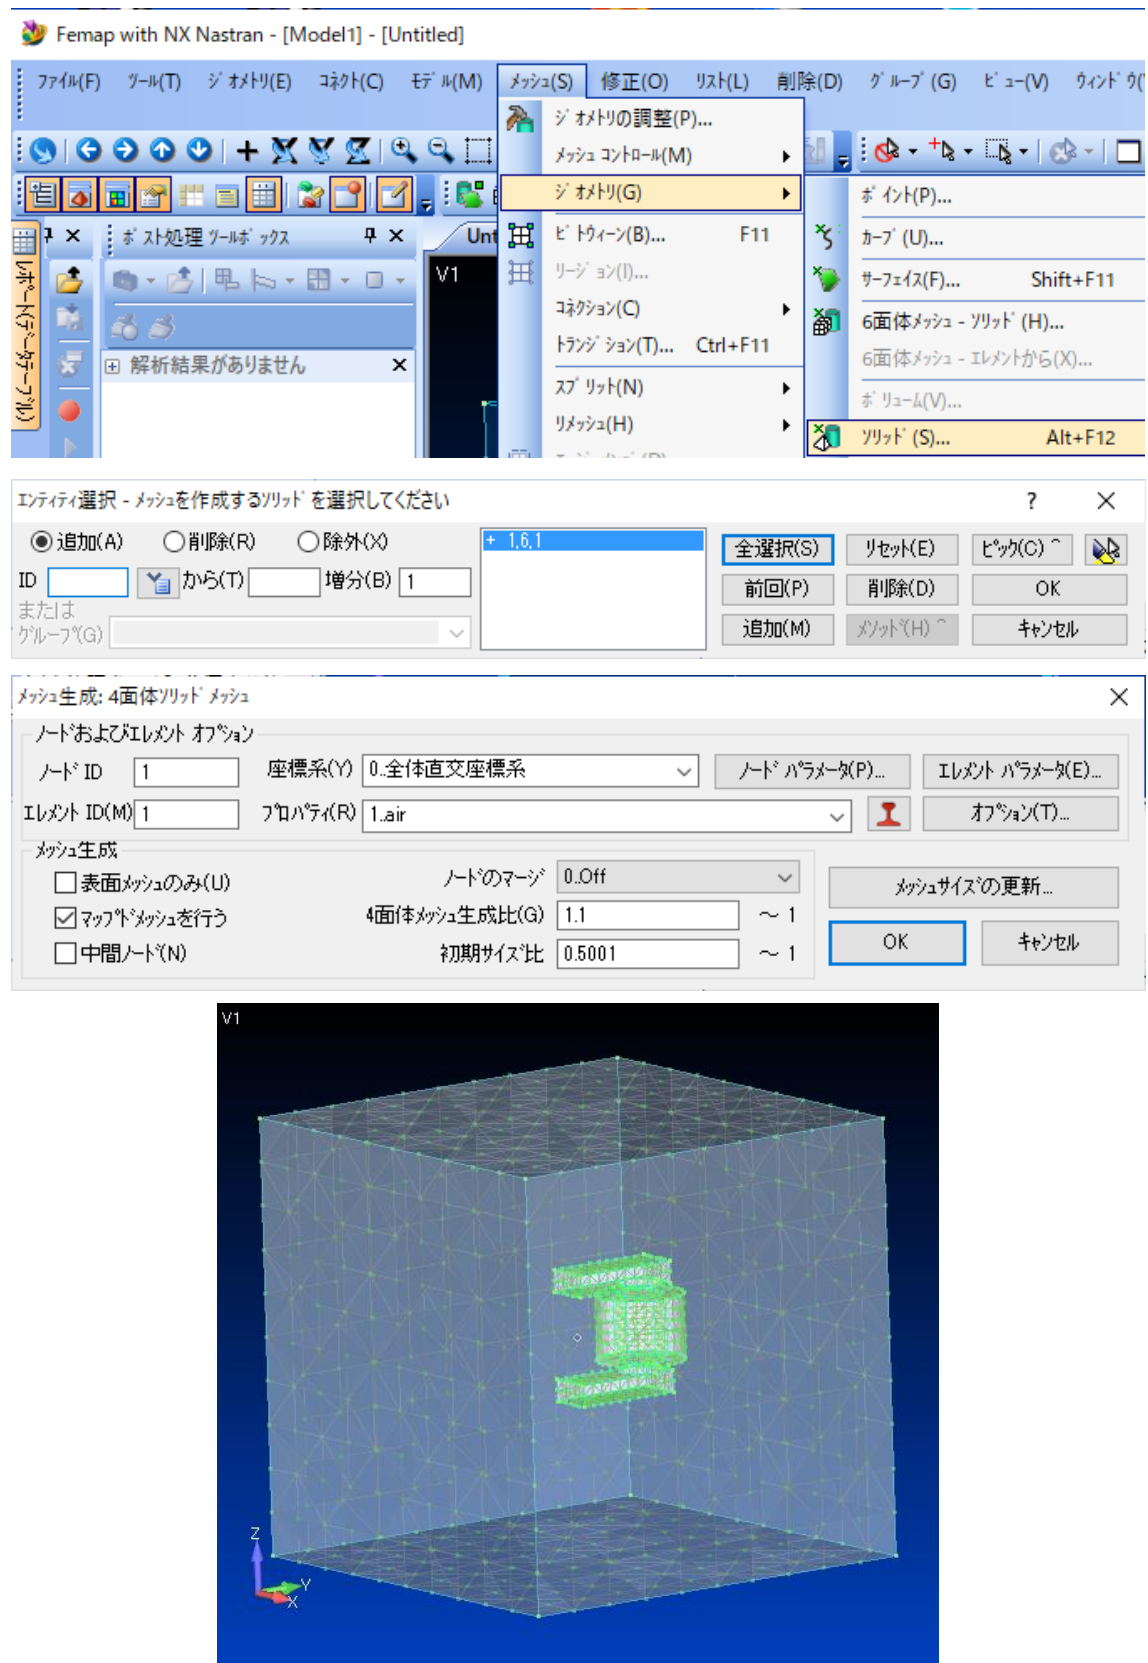 Femap with NX Nastran - [Model1] - [Untitled]
ファイル(F) ツール(T) ジオメトリ(E) コネクト(C) モデル(M) メッシュ(S) 修正(O) リスト(L) 削除(D) グループ(G) ビュー(V) ウィンドウ(
ジオメトリの調整(P)...
メッシュ コントロール(M)
ジオメトリ(G)
ポイント(P)...
ポスト処理 ツールボックス
Unt
ビトウィーン(B)... F11
カーブ(U)...
レポート(データテーブル)
V1
リージョン(I)...
サーフェイス(F)... Shift+F11
コネクション(C)
6面体メッシュ - ソリッド(H)...
トランジション(T)... Ctrl+F11
6面体メッシュ - エレメントから(X)...
解析結果がありません
スプリット(N)
ボリューム(V)...
リメッシュ(H)
ソリッド(S)... Alt+F12
エンティティ選択 - メッシュを作成するソリッドを選択してください
追加(A) 削除(R) 除外(X)
+ 1,6,1
全選択(S) リセット(E) ピック(C) ^
ID から(T) 増分(B) 1
前回(P) 削除(D) OK
または
グループ(G)
追加(M) メソッド(H) ^ キャンセル
メッシュ生成: 4面体ソリッド メッシュ
ノードおよびエレメント オプション
ノード ID 1 座標系(Y) 0..全体直交座標系 ノード パラメータ(P)... エレメント パラメータ(E)...
エレメント ID(M) 1 プロパティ(R) 1..air オプション(T)...
メッシュ生成
表面メッシュのみ(U) ノードのマージ 0..Off メッシュサイズの更新...
マップドメッシュを行う 4面体メッシュ生成比(G) 1.1 ～ 1
中間ノード(N) 初期サイズ比 0.5001 ～ 1
OK キャンセル
V1
Z
Y
X